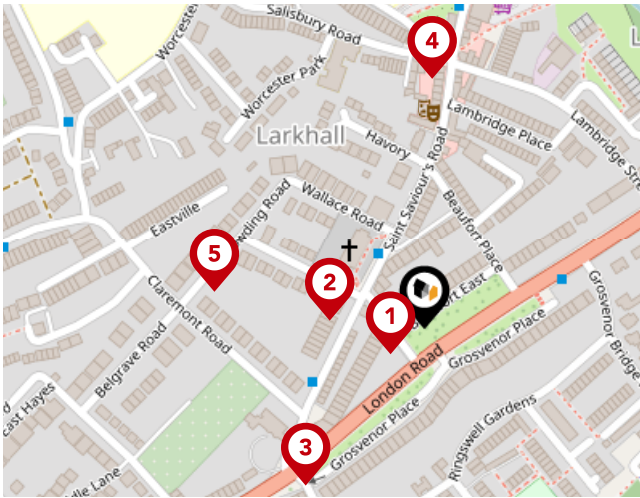 Salisbury Road
4
Worcester
Worcester Park
Larkhall
Havory
Lambridge Place
Lambridge Stre
Saint Saviour's Road
Wallace Road
Beaufort Place
Eastville
wding Road
5
2
1
ort East
Claremont Road
Grosvenor Bridge
Grosvenor Place
Belgrave Road
London Road
East Hayes
3
Grosvenor Place
Ringswell Gardens
dle Lane
L